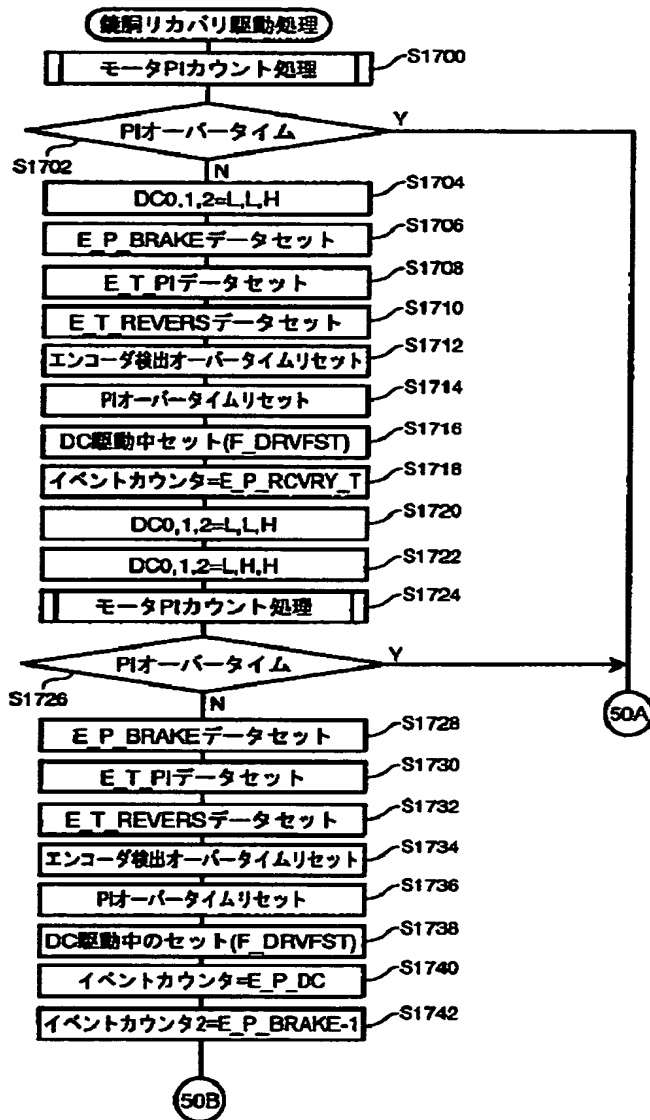 鏡胴リカバリ駆動処理
モータPIカウント処理
S1700
PIオーバータイム
Y
S1702
N
DC0,1,2=L,L,H
S1704
E_P_BRAKEデータセット
S1706
E_T_PIデータセット
S1708
E_T_REVERSデータセット
S1710
エンコーダ検出オーバータイムリセット
S1712
PIオーバータイムリセット
S1714
DC駆動中セット(F_DRVFST)
S1716
イベントカウンタ=E_P_RCVRY_T
S1718
DC0,1,2=L,L,H
S1720
DC0,1,2=L,H,H
S1722
モータPIカウント処理
S1724
PIオーバータイム
Y
S1726
N
50A
E_P_BRAKEデータセット
S1728
E_T_PIデータセット
S1730
E_T_REVERSデータセット
S1732
エンコーダ検出オーバータイムリセット
S1734
PIオーバータイムリセット
S1736
DC駆動中のセット(F_DRVFST)
S1738
イベントカウンタ=E_P_DC
S1740
イベントカウンタ2=E_P_BRAKE-1
S1742
50B